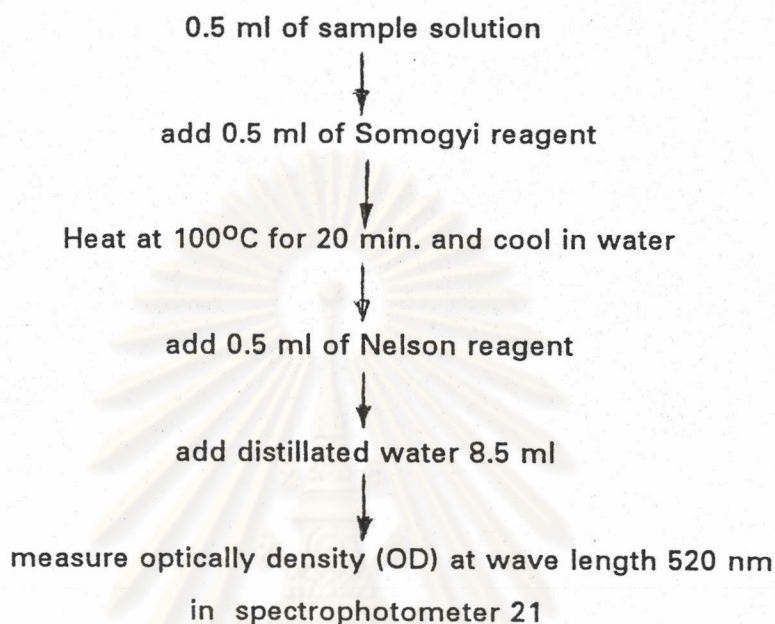 0.5 ml of sample solution
add 0.5 ml of Somogyi reagent
Heat at 100ºC for 20 min. and cool in water
add 0.5 ml of Nelson reagent
add distillated water 8.5 ml
measure optically density (OD) at wave length 520 nm
in spectrophotometer 21